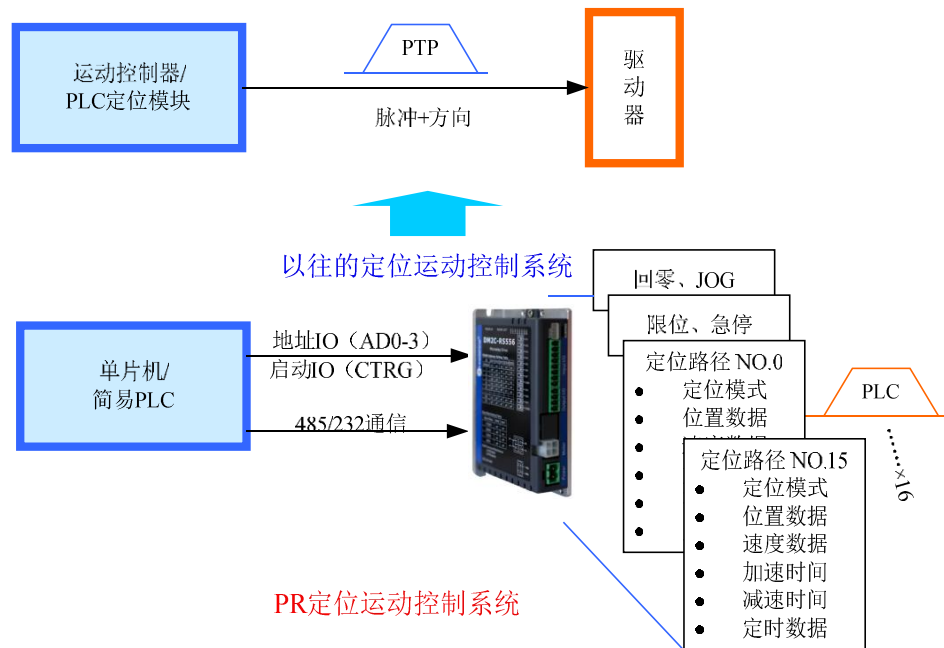 运动控制器/
PLC定位模块
PTP
脉冲+方向
驱
动
器
以往的定位运动控制系统
单片机/
简易PLC
地址IO（AD0-3）
启动IO（CTRG）
485/232通信
DM2C-RS556
回零、JOG
限位、急停
定位路径 NO.0
● 定位模式
● 位置数据
●
●
●
●
PLC
……×16
定位路径 NO.15
● 定位模式
● 位置数据
● 速度数据
● 加速时间
● 减速时间
● 定时数据
PR定位运动控制系统